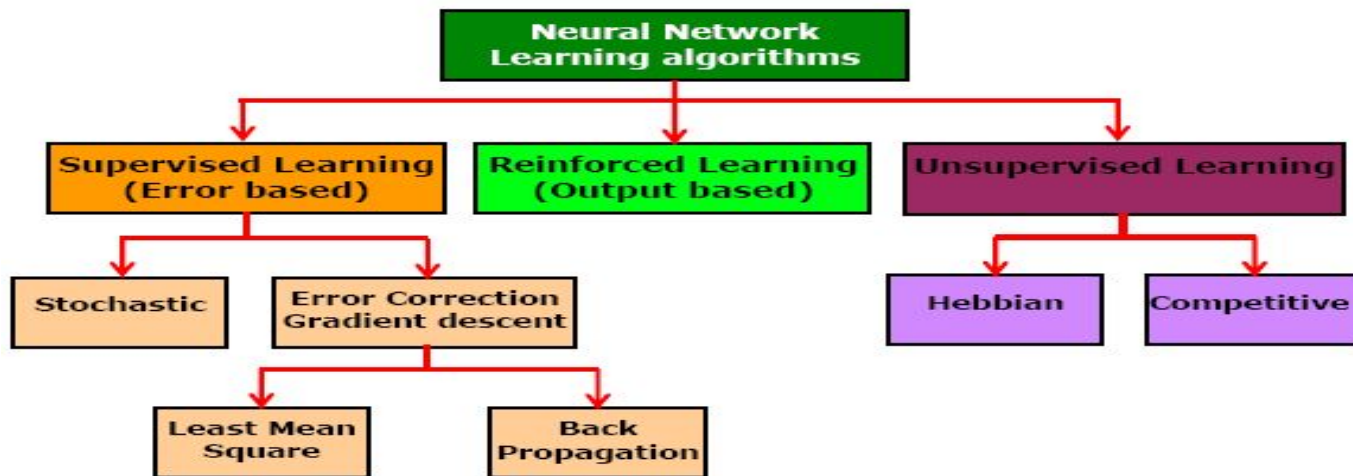 Neural Network
Learning algorithms
Supervised Learning
(Error based)
Reinforced Learning
(Output based)
Unsupervised Learning
Stochastic
Error Correction
Gradient descent
Hebbian
Competitive
Least Mean
Square
Back
Propagation